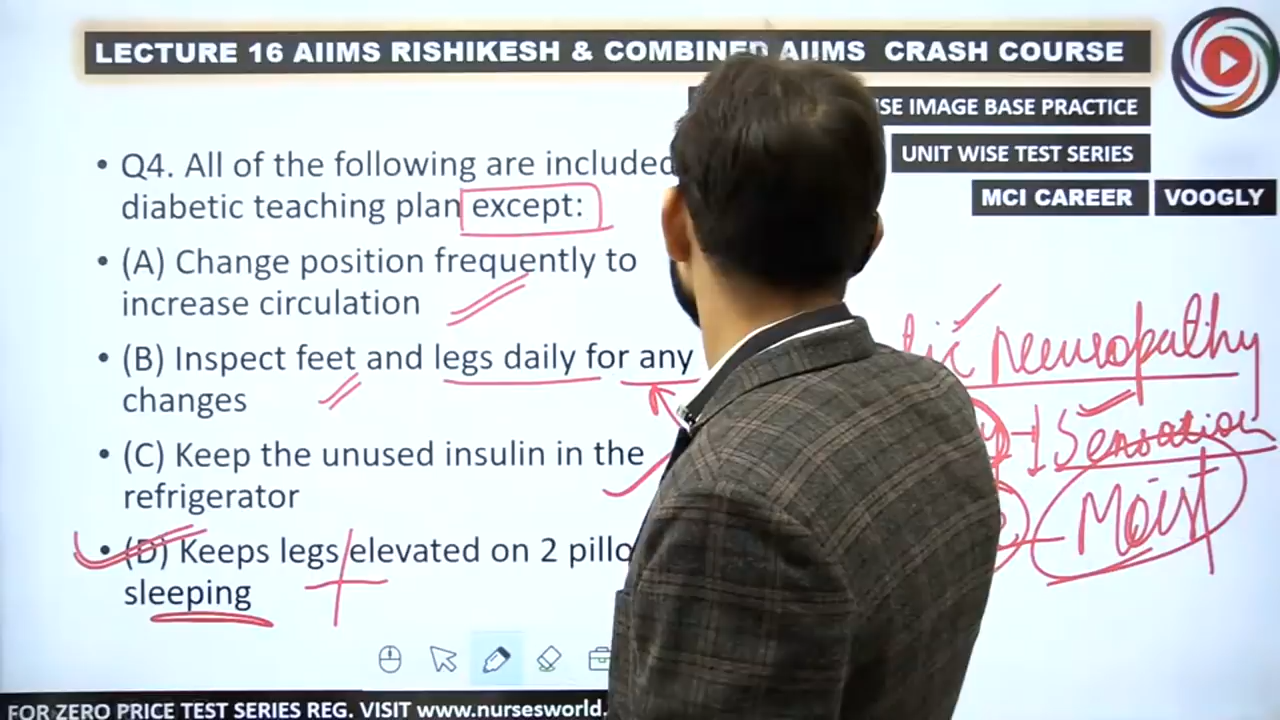 LECTURE 16 AIIMS RISHIKESH & COMBINED AIIMS CRASH COURSE
SE IMAGE BASE PRACTICE
UNIT WISE TEST SERIES
MCI CAREER VOOGLY
• Q4. All of the following are included
diabetic teaching plan except:
• (A) Change position frequently to
increase circulation
• (B) Inspect feet and legs daily for any
changes
• (C) Keep the unused insulin in the
refrigerator
• (D) Keeps legs elevated on 2 pillo
sleeping
tic Neuropathy
Sensation
Moist
FOR ZERO PRICE TEST SERIES REG. VISIT www.nursesworld.